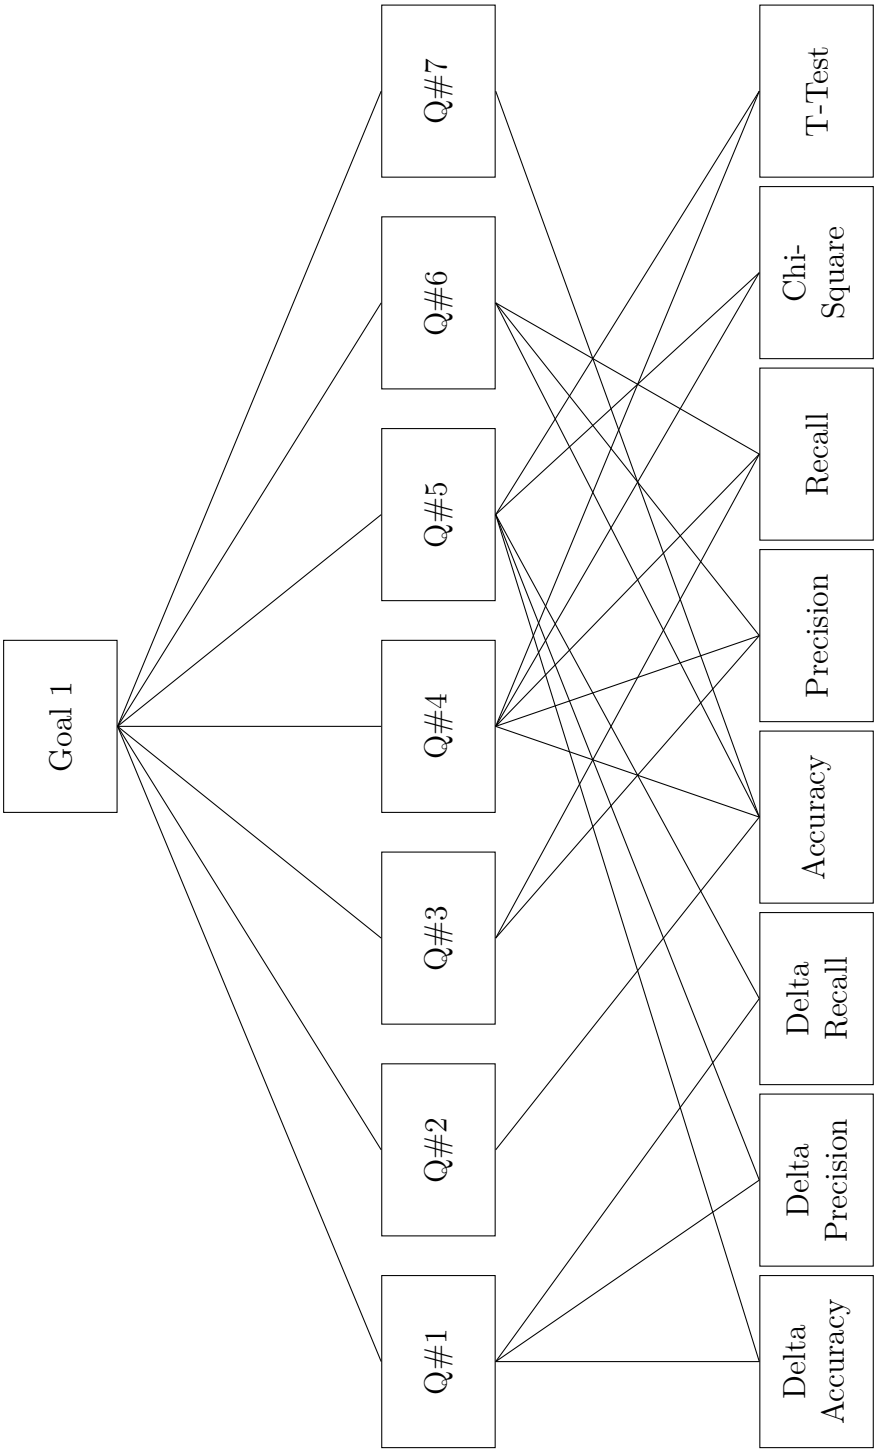 Goal 1
Q#1
Q#2
Q#3
Q#4
Q#5
Q#6
Q#7
Delta
Accuracy
Delta
Precision
Delta
Recall
Accuracy
Precision
Recall
Chi-
Square
T-Test